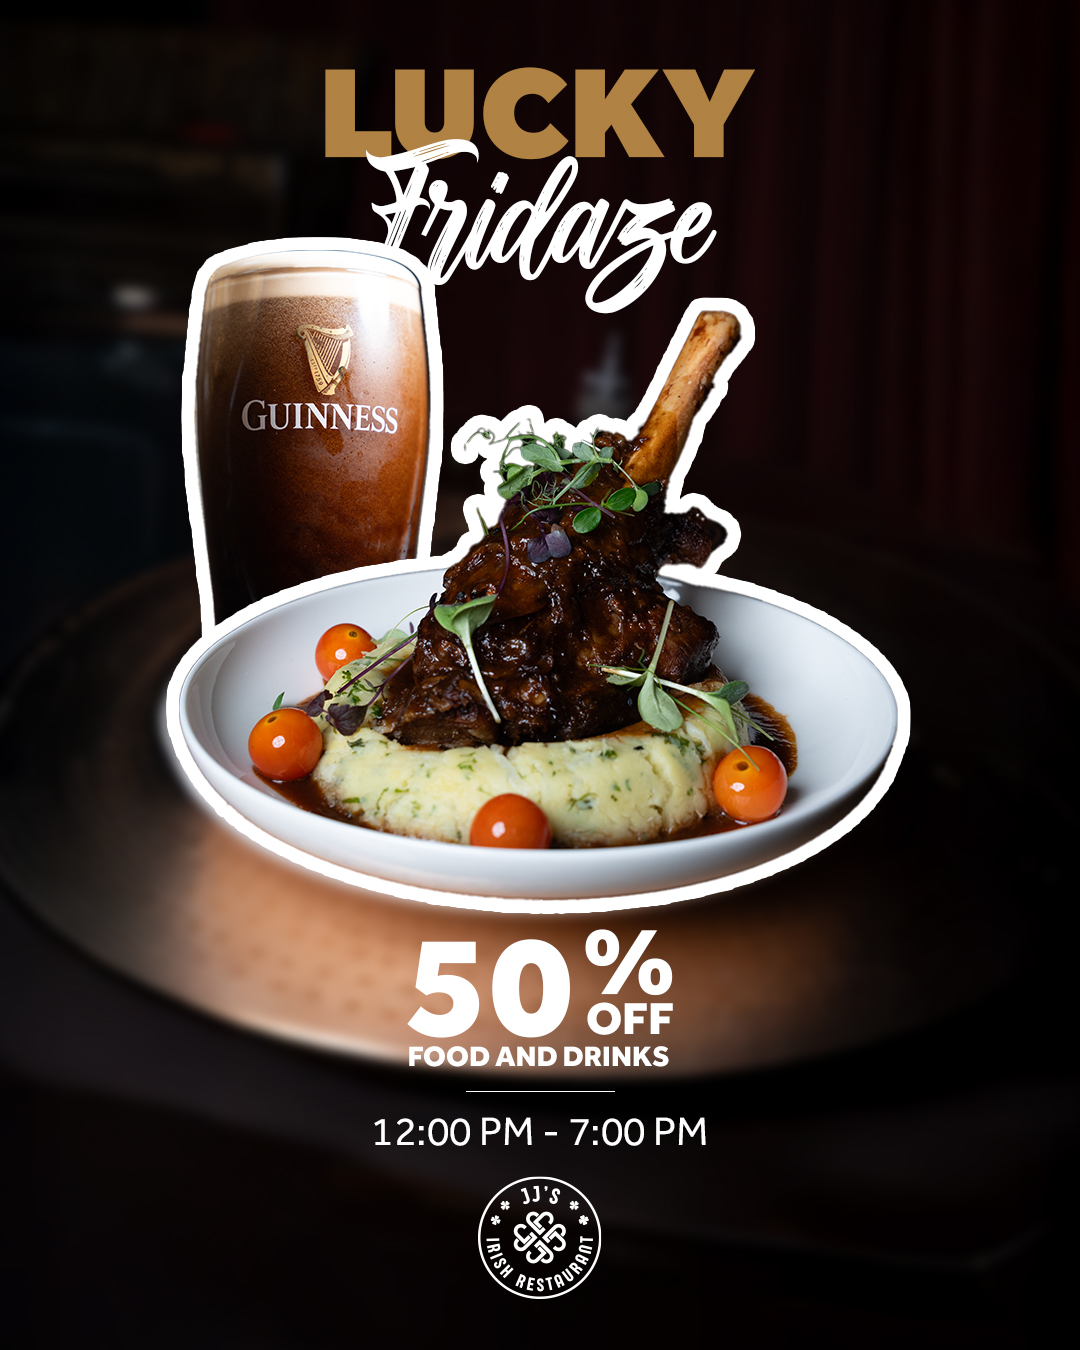 LUCKY
Fridaze
GUINNESS
50% OFF
FOOD AND DRINKS
12:00 PM - 7:00 PM
JJ'S
IRISH RESTAURANT